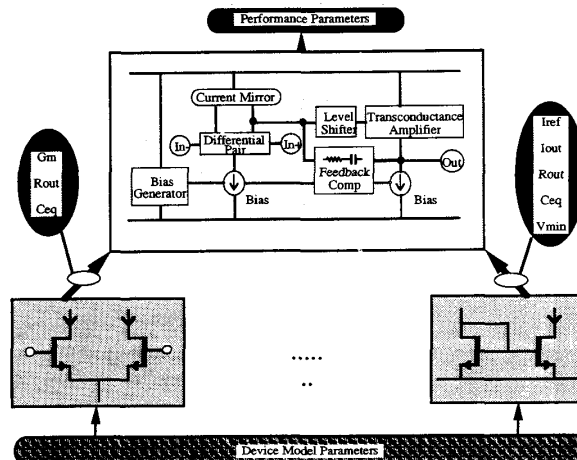 Performance Parameters
Current Mirror
Level
Shifter
Transconductance
Amplifier
In-
Differential
Pair
In+
Out
Feedback
Comp
Bias
Generator
Bias
Bias
Gm
Rout
Ceq
Iref
Iout
Rout
Ceq
Vmin
.....
..
Device Model Parameters